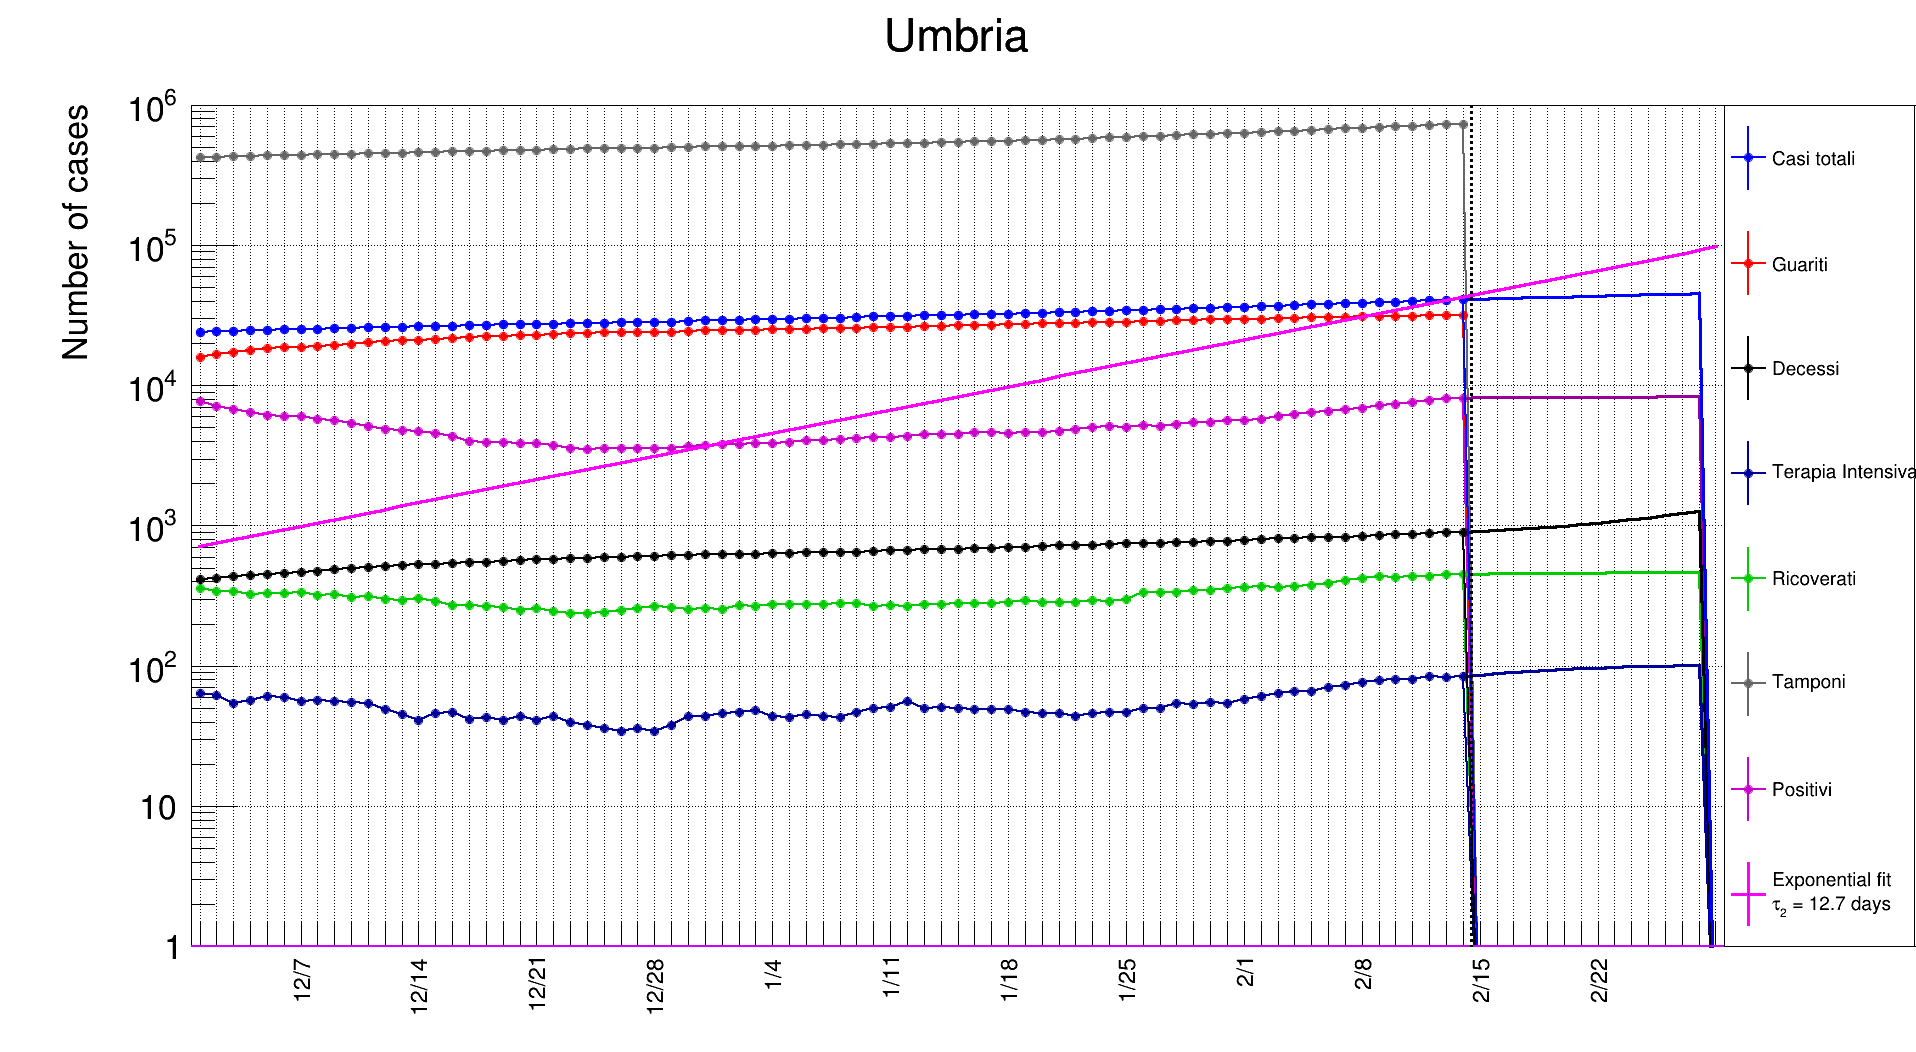 Umbria
Number of cases
10^6
10^5
10^4
10^3
10^2
10
1
12/7
12/14
12/21
12/28
1/4
1/11
1/18
1/25
2/1
2/8
2/15
2/22
Casi totali
Guariti
Decessi
Terapia Intensiva
Ricoverati
Tamponi
Positivi
Exponential fit
τ₂ = 12.7 days